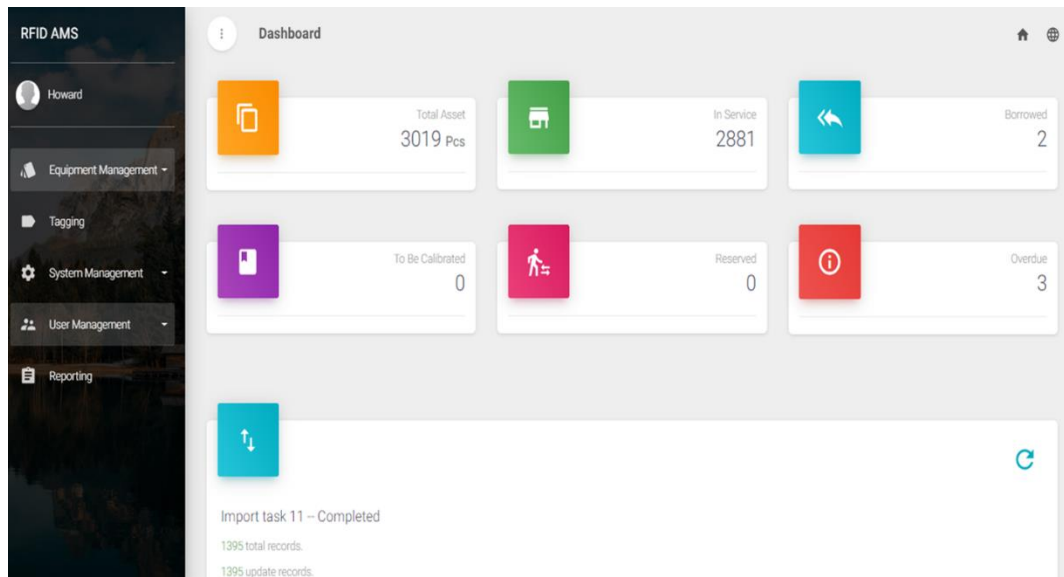 RFID AMS
Howard
Equipment Management
Tagging
System Management
User Management
Reporting
Dashboard
Total Asset
3019 Pcs
In Service
2881
Borrowed
2
To Be Calibrated
0
Reserved
0
Overdue
3
Import task 11 -- Completed
1395 total records.
1395 update records.